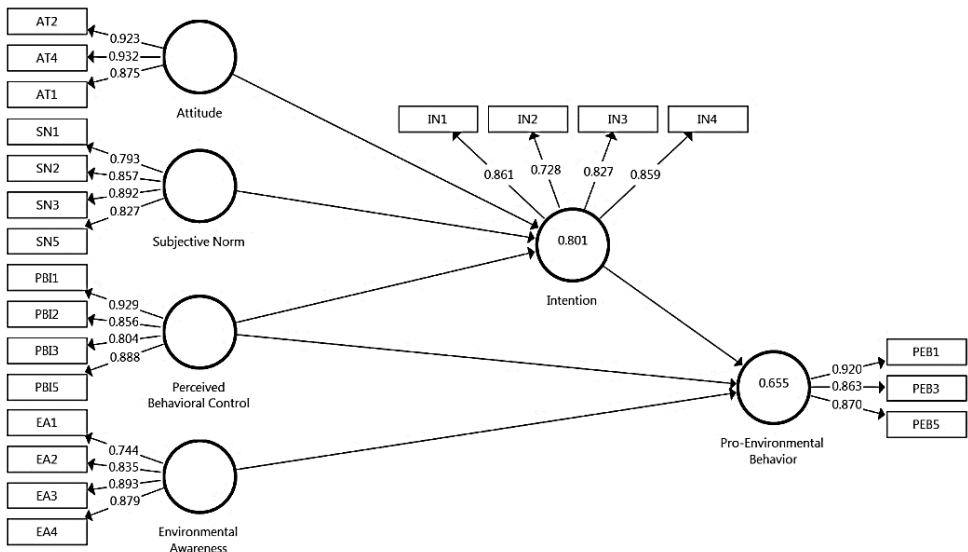 AT2
0.923
AT4
0.932
AT1
0.875
Attitude
SN1
0.793
SN2
0.857
SN3
0.892
SN5
0.827
Subjective Norm
PBI1
0.929
PBI2
0.856
PBI3
0.804
PBI5
0.888
Perceived
Behavioral Control
EA1
0.744
EA2
0.835
EA3
0.893
EA4
0.879
Environmental
Awareness
IN1
IN2
IN3
IN4
0.861
0.728
0.827
0.859
0.801
Intention
0.655
Pro-Environmental
Behavior
PEB1
0.920
PEB3
0.863
PEB5
0.870